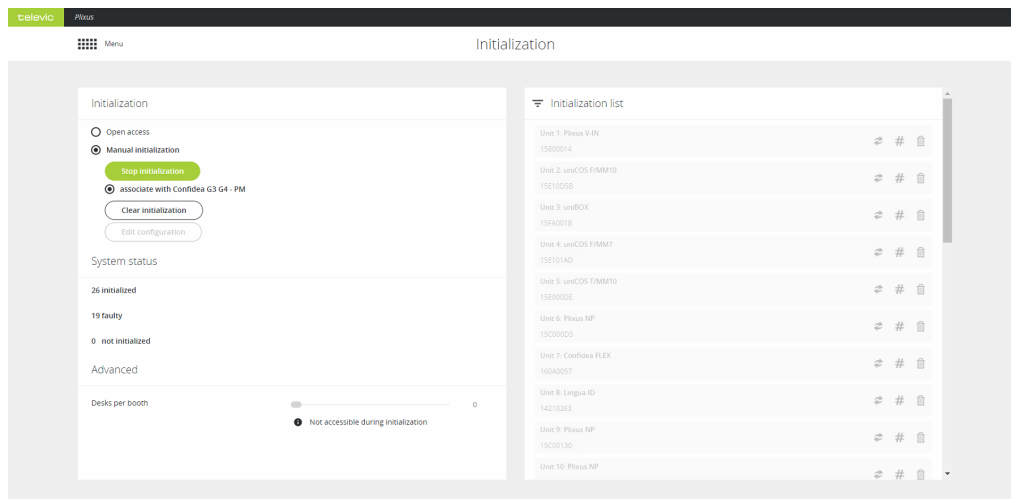 televic Plixus
Menu
Initialization
Initialization
Open access
Manual initialization
Stop initialization
associate with Confidea G3 G4 - PM
Clear initialization
Edit configuration
System status
26 initialized
19 faulty
0 not initialized
Advanced
Desks per booth 0
Not accessible during initialization
Initialization list
Unit 1: Plixus V-IN
15800014
Unit 2: uniCOS F/MM10
15E10D5B
Unit 3: uniBOX
15FA001B
Unit 4: uniCOS F/MM7
15E101AD
Unit 5: uniCOS T/MM10
15E000DE
Unit 6: Plixus NP
15C000D5
Unit 7: Confidea FLEX
160A0057
Unit 8: Lingua ID
14210263
Unit 9: Plixus NP
15C00130
Unit 10: Plixus NP